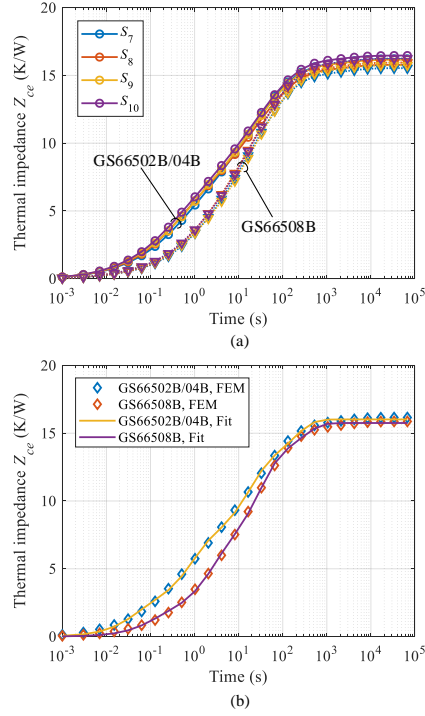 20
15
10
5
0
Thermal impedance Z_ce (K/W)
S_7
S_8
S_9
S_10
GS66502B/04B
GS66508B
10^-3 10^-2 10^-1 10^0 10^1 10^2 10^3 10^4 10^5
Time (s)
(a)
20
15
10
5
0
Thermal impedance Z_ce (K/W)
GS66502B/04B, FEM
GS66508B, FEM
GS66502B/04B, Fit
GS66508B, Fit
10^-3 10^-2 10^-1 10^0 10^1 10^2 10^3 10^4 10^5
Time (s)
(b)